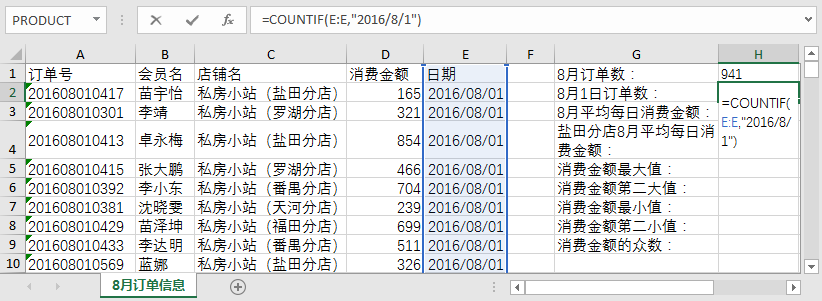 PRODUCT =COUNTIF(E:E,"2016/8/1")
A B C D E F G H
1 订单号 会员名 店铺名 消费金额 日期 8月订单数： 941
2 201608010417 苗宇怡 私房小站（盐田分店） 165 2016/08/01 8月1日订单数：
=COUNTIF(
3 201608010301 李靖 私房小站（罗湖分店） 321 2016/08/01 8月平均每日消费金额：
E:E,"2016/8/
1")
4 201608010413 卓永梅 私房小站（盐田分店） 854 2016/08/01 盐田分店8月平均每日消
费金额：
5 201608010415 张大鹏 私房小站（罗湖分店） 466 2016/08/01 消费金额最大值：
6 201608010392 李小东 私房小站（番禺分店） 704 2016/08/01 消费金额第二大值：
7 201608010381 沈晓雯 私房小站（天河分店） 239 2016/08/01 消费金额最小值：
8 201608010429 苗泽坤 私房小站（福田分店） 699 2016/08/01 消费金额第二小值：
9 201608010433 李达明 私房小站（番禺分店） 511 2016/08/01 消费金额的众数：
10 201608010569 蓝娜 私房小站（盐田分店） 326 2016/08/01
8月订单信息